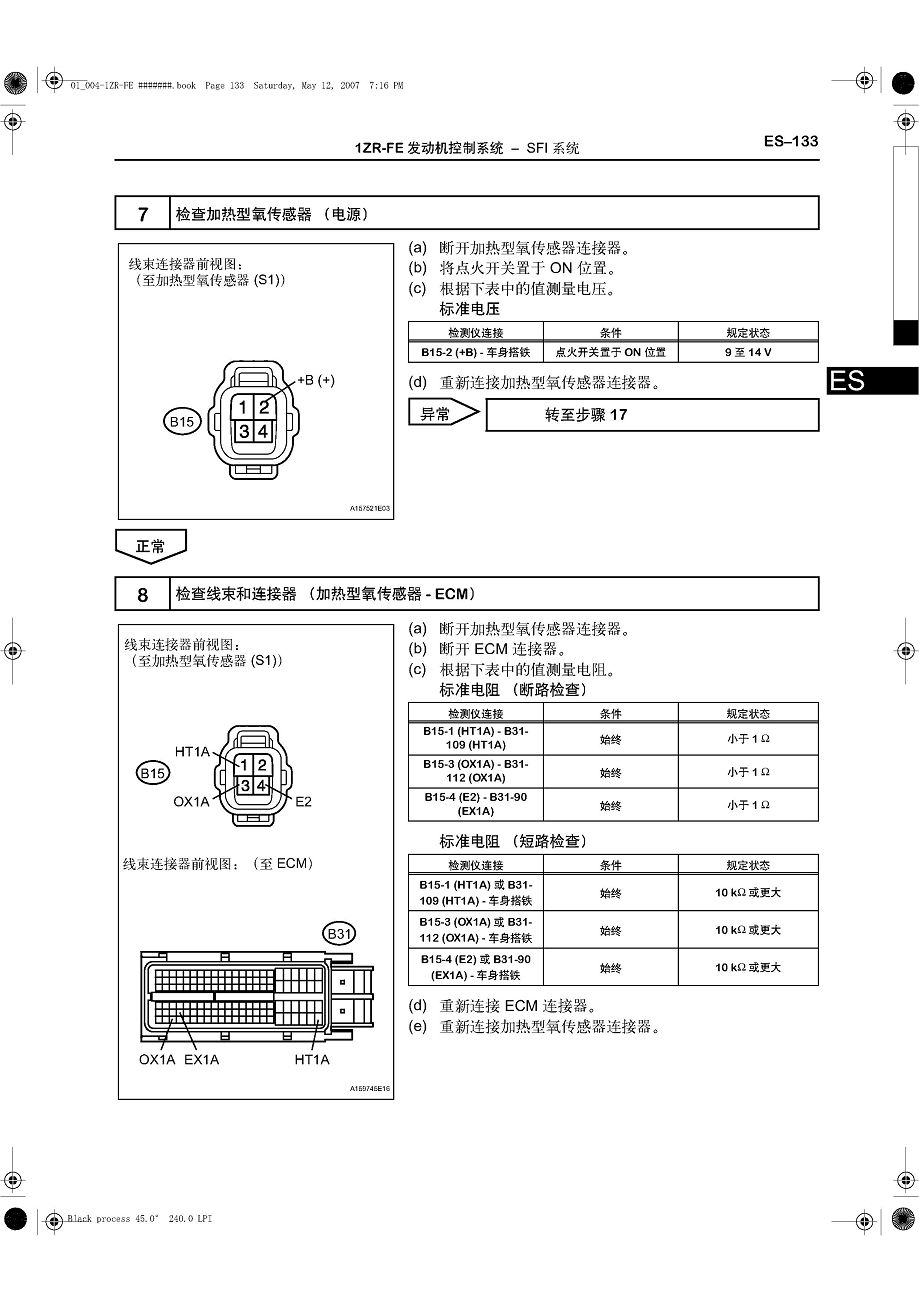 01_004-1ZR-FE #######.book Page 133 Saturday, May 12, 2007 7:16 PM
1ZR-FE 发动机控制系统 – SFI 系统
ES–133
7 检查加热型氧传感器 （电源）
线束连接器前视图：
（至加热型氧传感器 (S1)）
+B (+)
B15
1 2
3 4
A157521E03
(a) 断开加热型氧传感器连接器。
(b) 将点火开关置于 ON 位置。
(c) 根据下表中的值测量电压。
标准电压
检测仪连接 条件 规定状态
B15-2 (+B) - 车身搭铁 点火开关置于 ON 位置 9 至 14 V
(d) 重新连接加热型氧传感器连接器。
异常 转至步骤 17
ES
正常
8 检查线束和连接器 （加热型氧传感器 - ECM）
线束连接器前视图：
（至加热型氧传感器 (S1)）
HT1A
B15
1 2
3 4
OX1A E2
线束连接器前视图：（至 ECM）
B31
OX1A EX1A HT1A
A159746E16
(a) 断开加热型氧传感器连接器。
(b) 断开 ECM 连接器。
(c) 根据下表中的值测量电阻。
标准电阻 （断路检查）
检测仪连接 条件 规定状态
B15-1 (HT1A) - B31-
109 (HT1A) 始终 小于 1 Ω
B15-3 (OX1A) - B31-
112 (OX1A) 始终 小于 1 Ω
B15-4 (E2) - B31-90
(EX1A) 始终 小于 1 Ω
标准电阻 （短路检查）
检测仪连接 条件 规定状态
B15-1 (HT1A) 或 B31-
109 (HT1A) - 车身搭铁 始终 10 kΩ 或更大
B15-3 (OX1A) 或 B31-
112 (OX1A) - 车身搭铁 始终 10 kΩ 或更大
B15-4 (E2) 或 B31-90
(EX1A) - 车身搭铁 始终 10 kΩ 或更大
(d) 重新连接 ECM 连接器。
(e) 重新连接加热型氧传感器连接器。
Black process 45.0° 240.0 LPI